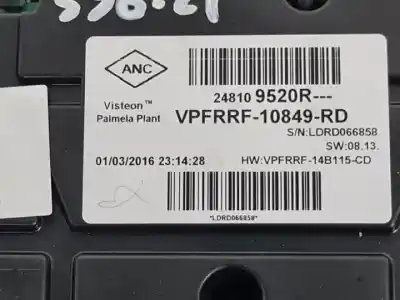 ANC
Visteon™
Palmela Plant
24810 9520R---
VPFRRF-10849-RD
S/N:LDRD066858
SW:08.13.
01/03/2016 23:14:28
HW:VPFRRF-14B115-CD
*LDRD066858*